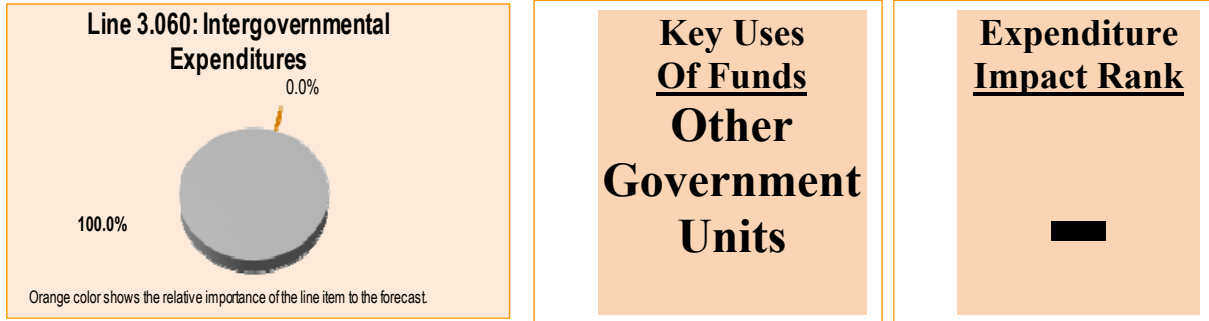 Line 3.060: Intergovernmental
Expenditures
0.0%
100.0%
Orange color shows the relative importance of the line item to the forecast.
Key Uses
Of Funds
Other
Government
Units
Expenditure
Impact Rank
-